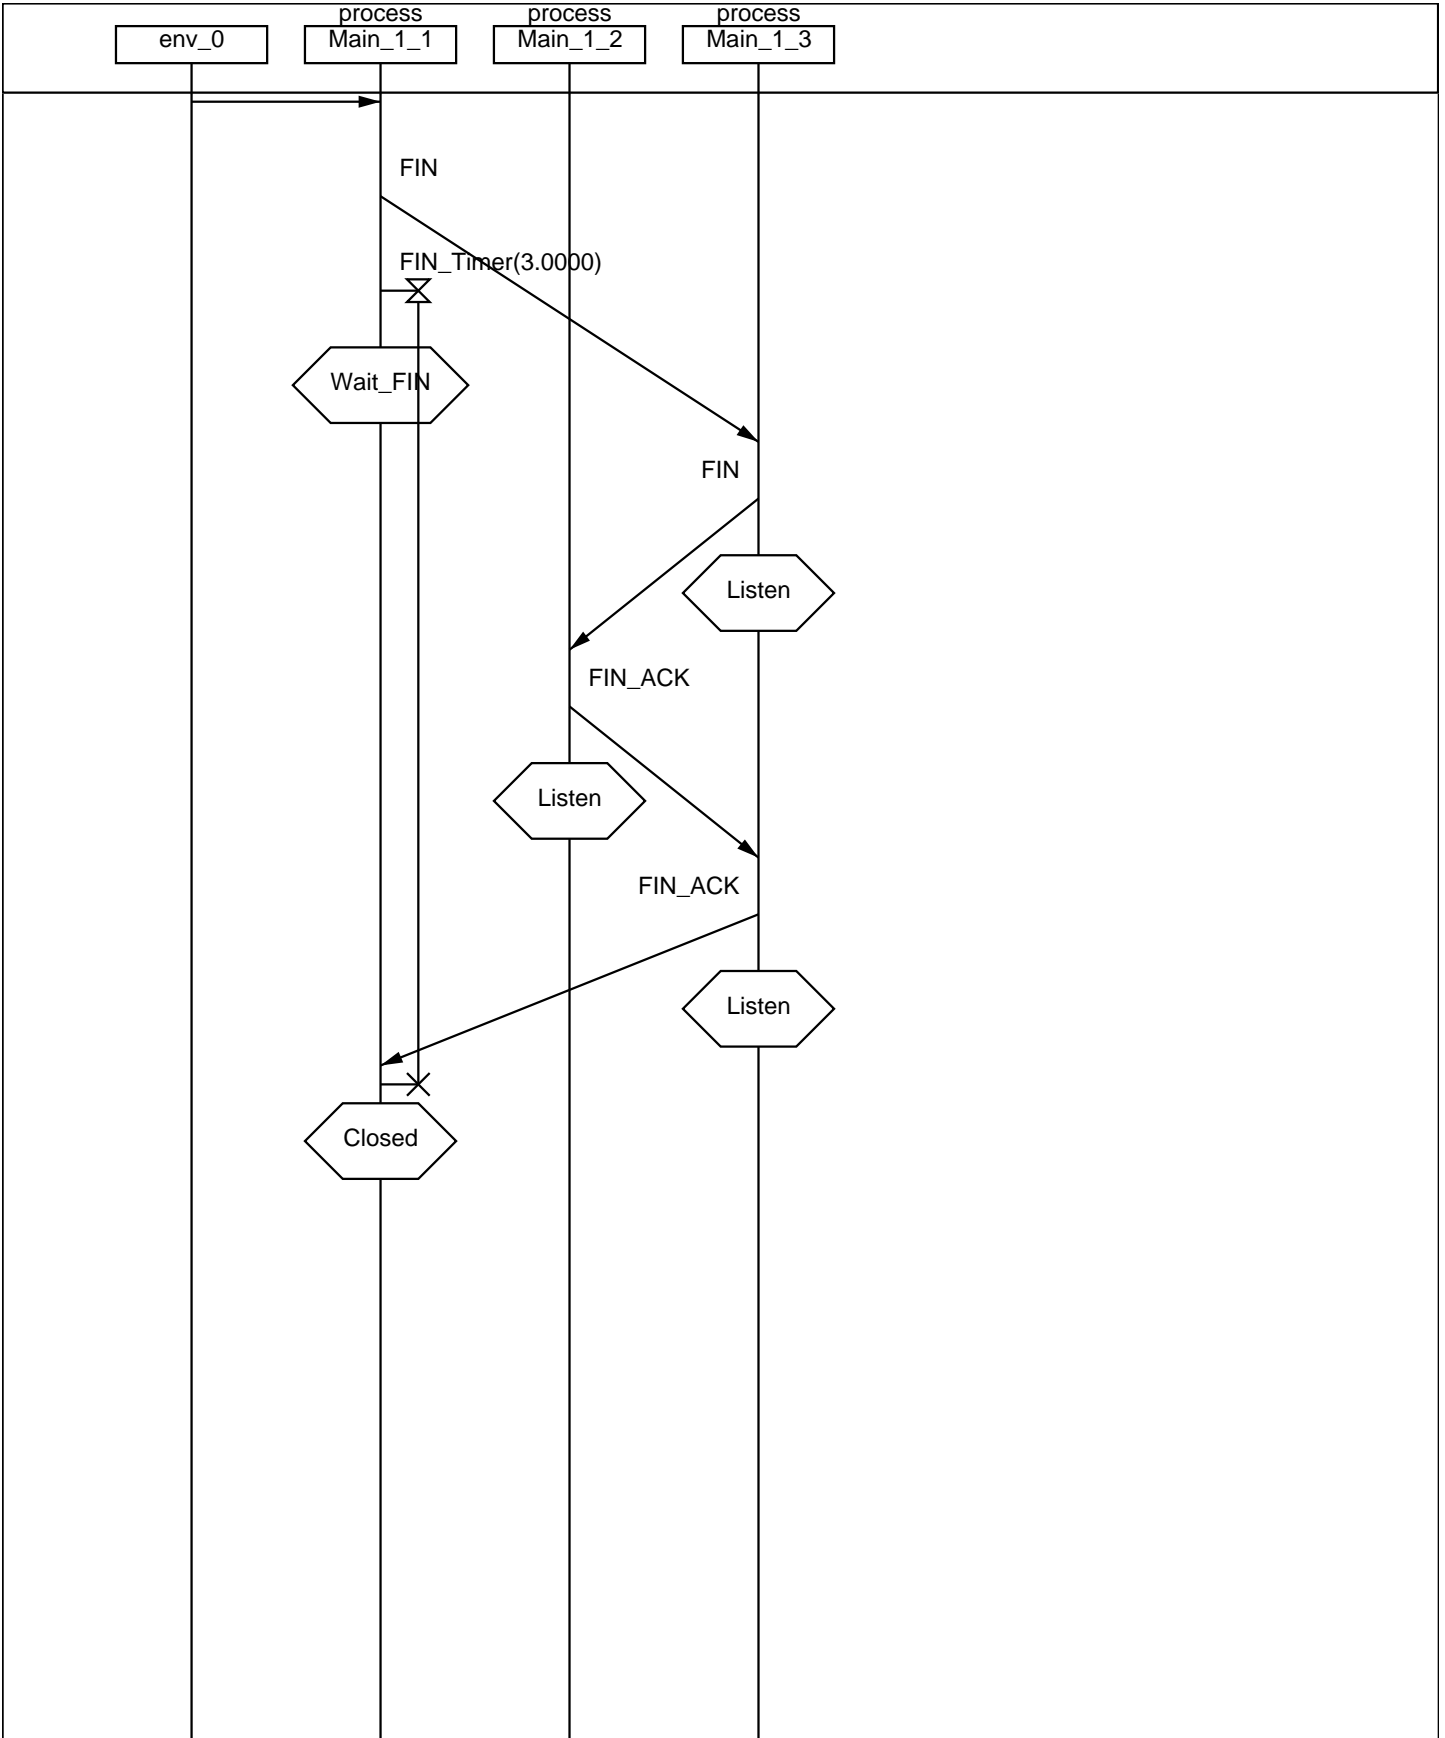 process process process
env_0 Main_1_1 Main_1_2 Main_1_3
FIN
FIN_Timer(3.0000)
Wait_FIN
FIN
Listen
FIN_ACK
Listen
FIN_ACK
Listen
Closed